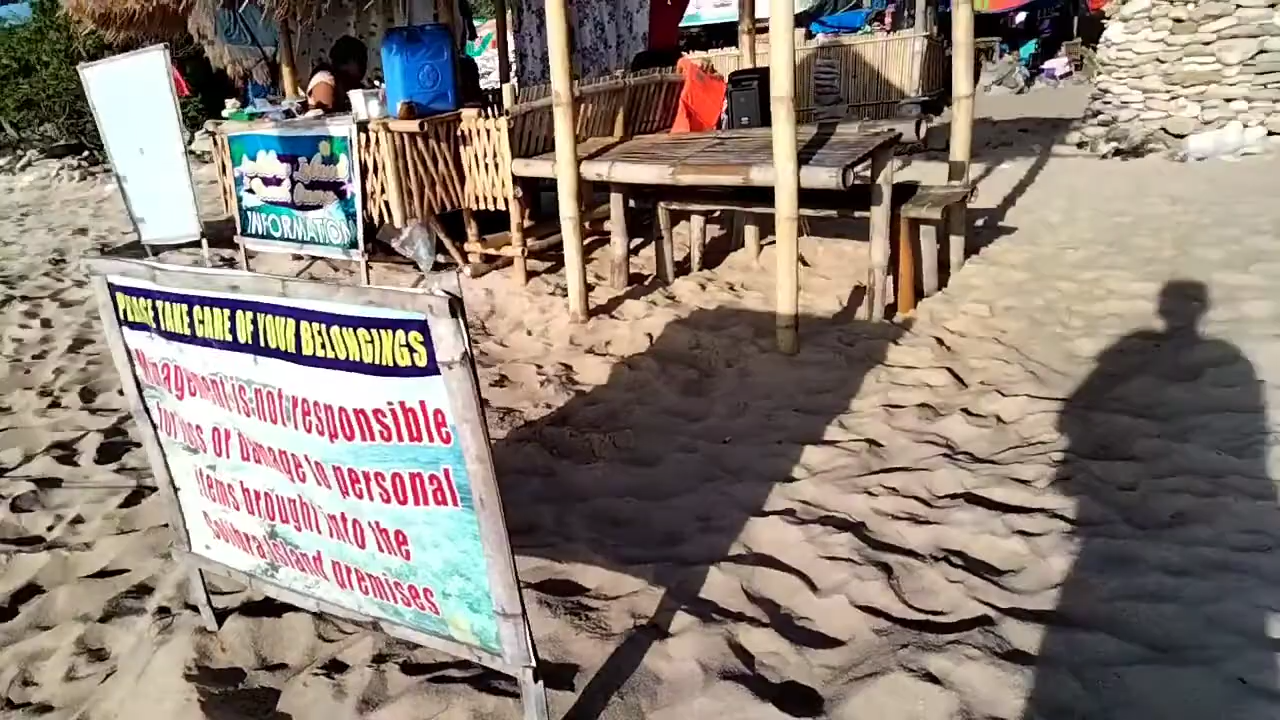 INFORMATION
PLEASE TAKE CARE OF YOUR BELONGINGS
Management is not responsible
for loss or Damage to personal
items brought into the
Island premises